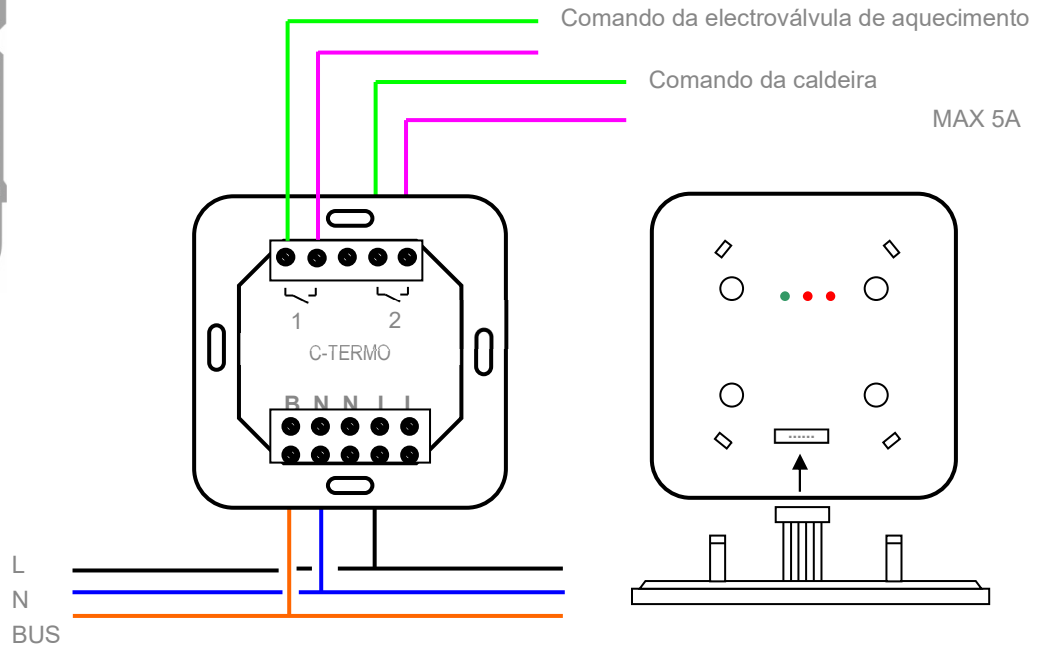 Comando da electroválvula de aquecimento
Comando da caldeira
MAX 5A
1 2
C-TERMO
B N N L L
L
N
BUS